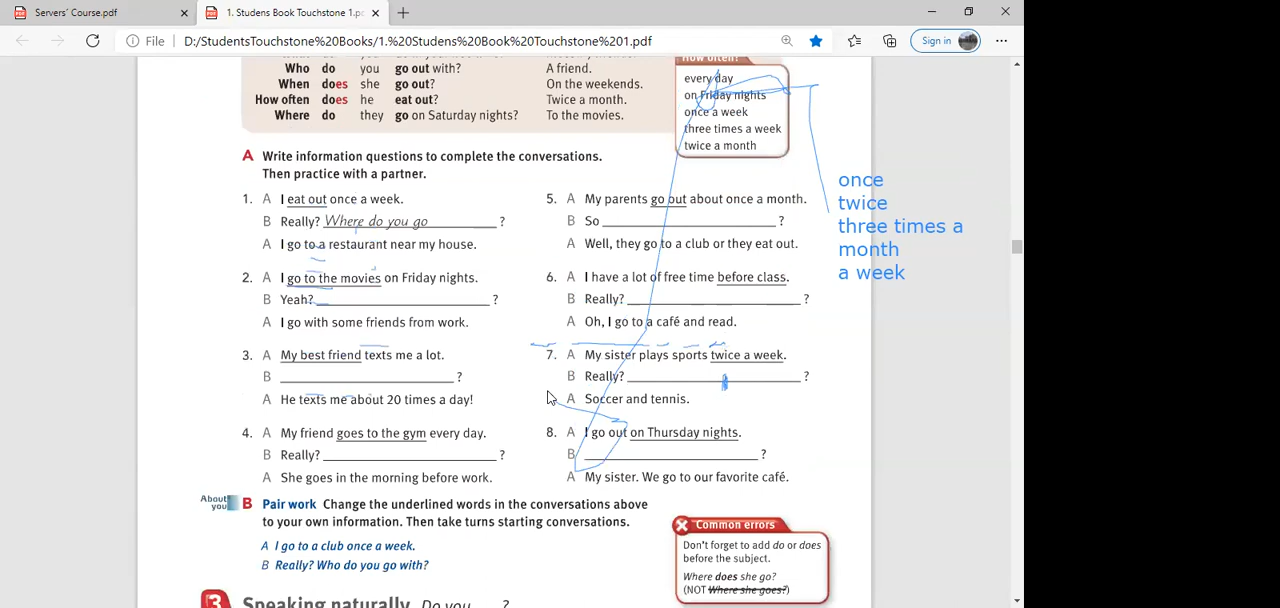 Servers' Course.pdf
1. Studens Book Touchstone 1.p
File
D:/StudentsTouchstone%20Books/1.%20Studens%20Book%20Touchstone%201.pdf
Sign in
Who do you go out with? A friend.
When does she go out? On the weekends.
How often does he eat out? Twice a month.
Where do they go on Saturday nights? To the movies.
How often?
every day
on Friday nights
once a week
three times a week
twice a month
once
twice
three times a
month
a week
A Write information questions to complete the conversations.
Then practice with a partner.
1. A I eat out once a week.
B Really? Where do you go ?
A I go to a restaurant near my house.
2. A I go to the movies on Friday nights.
B Yeah? ?
A I go with some friends from work.
3. A My best friend texts me a lot.
B ?
A He texts me about 20 times a day!
4. A My friend goes to the gym every day.
B Really? ?
A She goes in the morning before work.
5. A My parents go out about once a month.
B So ?
A Well, they go to a club or they eat out.
6. A I have a lot of free time before class.
B Really? ?
A Oh, I go to a café and read.
7. A My sister plays sports twice a week.
B Really? ?
A Soccer and tennis.
8. A I go out on Thursday nights.
B ?
A My sister. We go to our favorite café.
About you
B Pair work Change the underlined words in the conversations above
to your own information. Then take turns starting conversations.
A I go to a club once a week.
B Really? Who do you go with?
Common errors
Don't forget to add do or does
before the subject.
Where does she go?
(NOT Where she goes?)
3 Speaking naturally Do you . . . ?